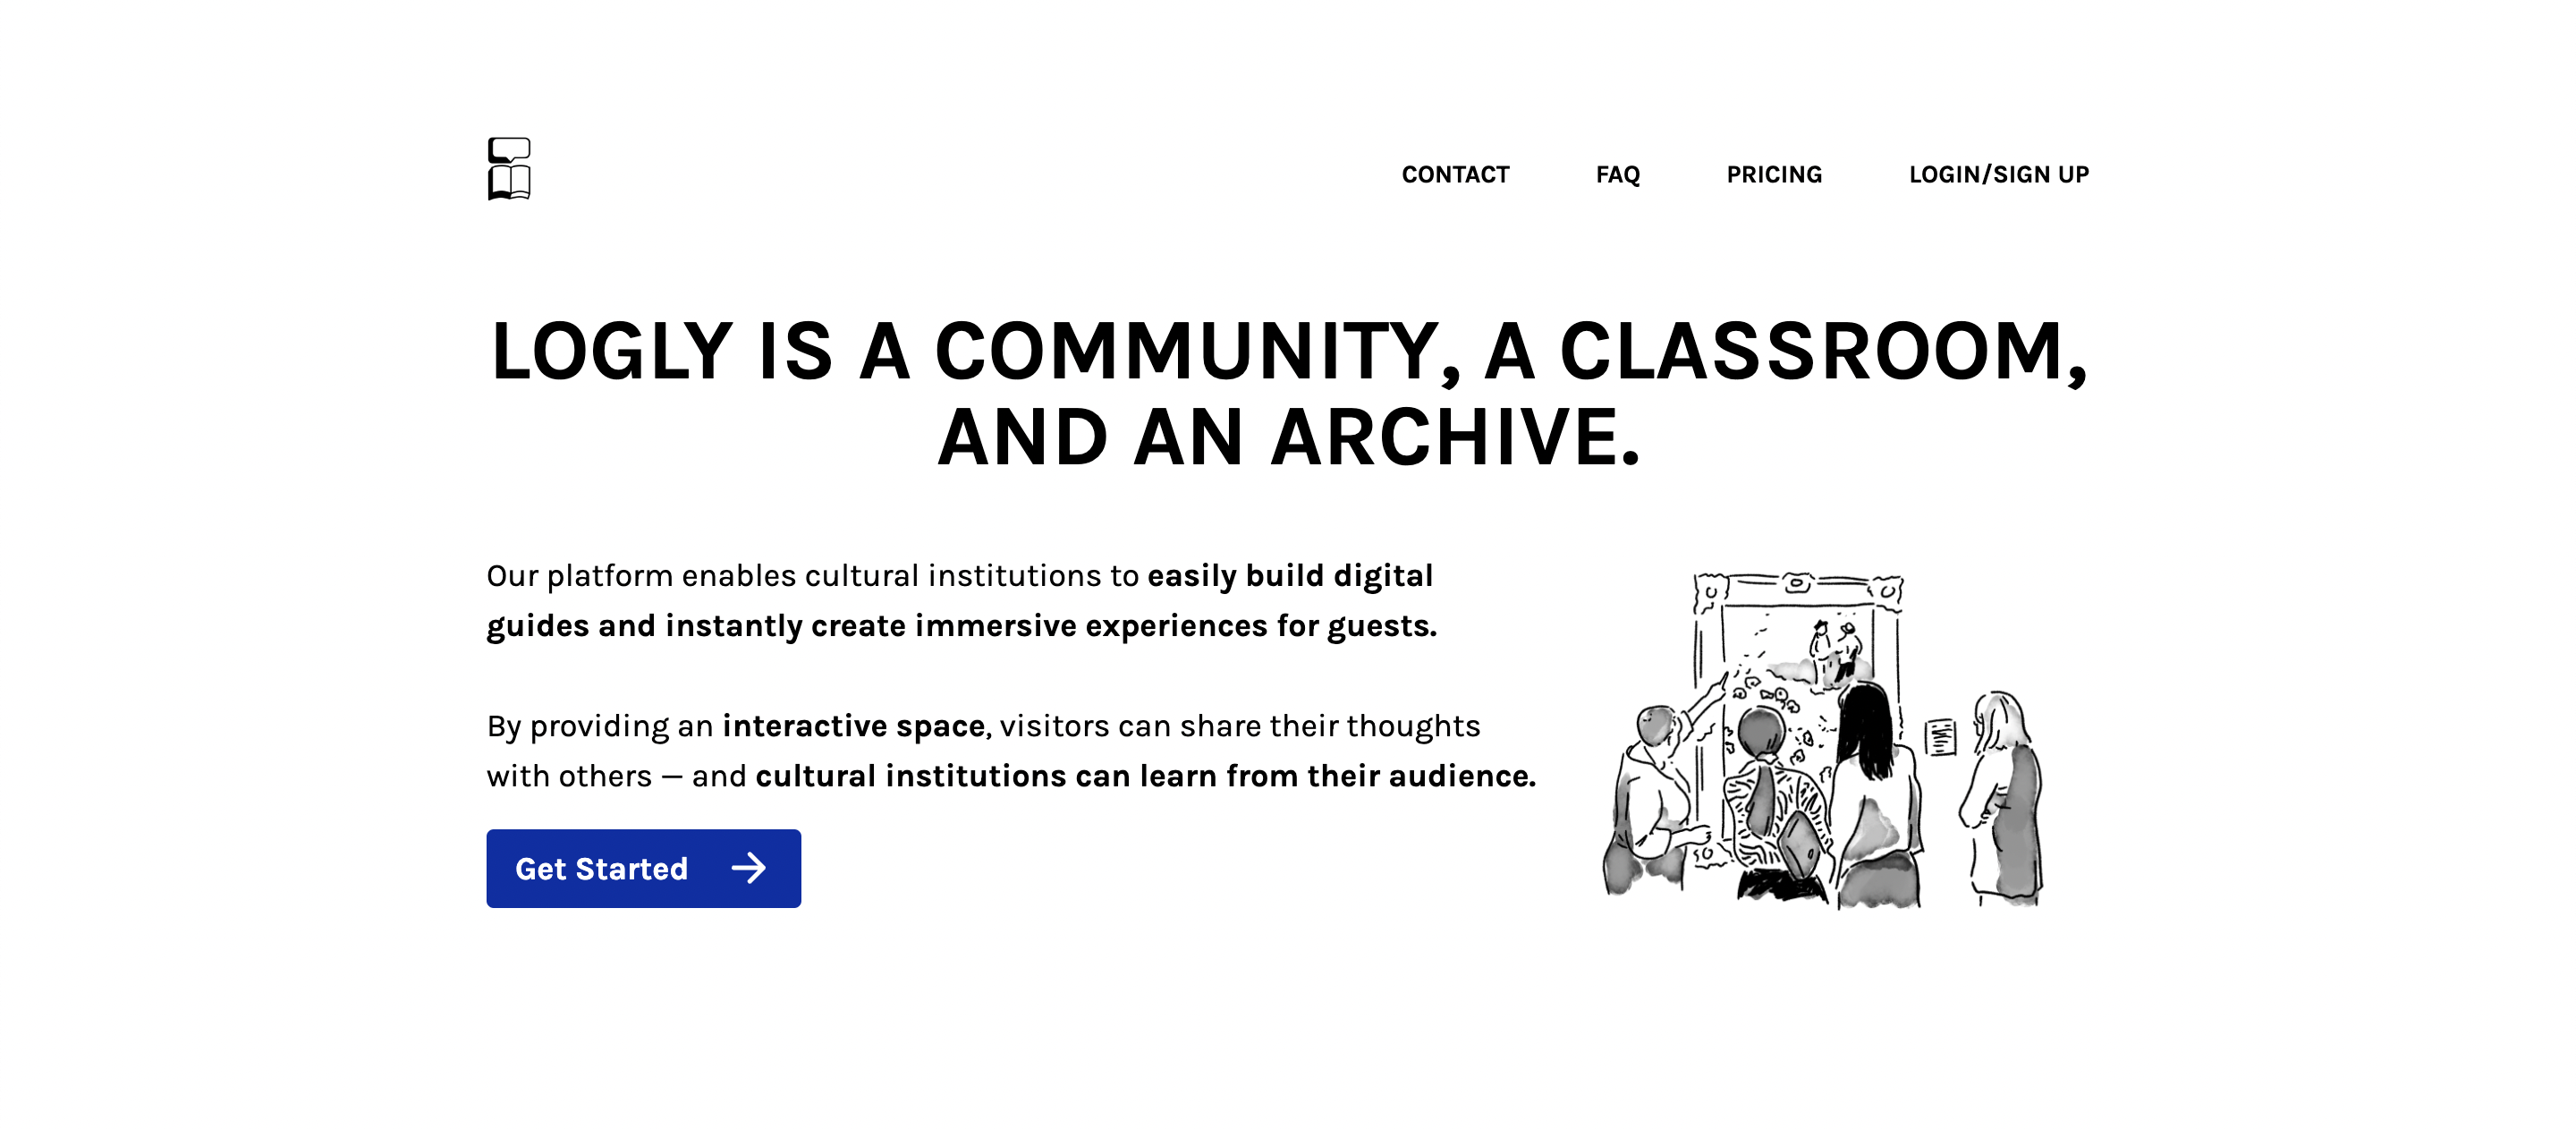 CONTACT FAQ PRICING LOGIN/SIGN UP
LOGLY IS A COMMUNITY, A CLASSROOM,
AND AN ARCHIVE.
Our platform enables cultural institutions to easily build digital
guides and instantly create immersive experiences for guests.
By providing an interactive space, visitors can share their thoughts
with others — and cultural institutions can learn from their audience.
Get Started